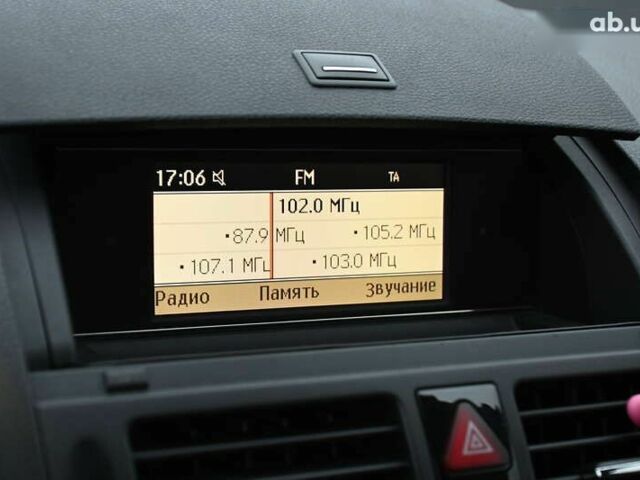 ab.u
17:06 FM TA
102.0 МГц
·87.9 МГц ·105.2 МГц
·107.1 МГц ·103.0 МГц
Радио Память Звучание